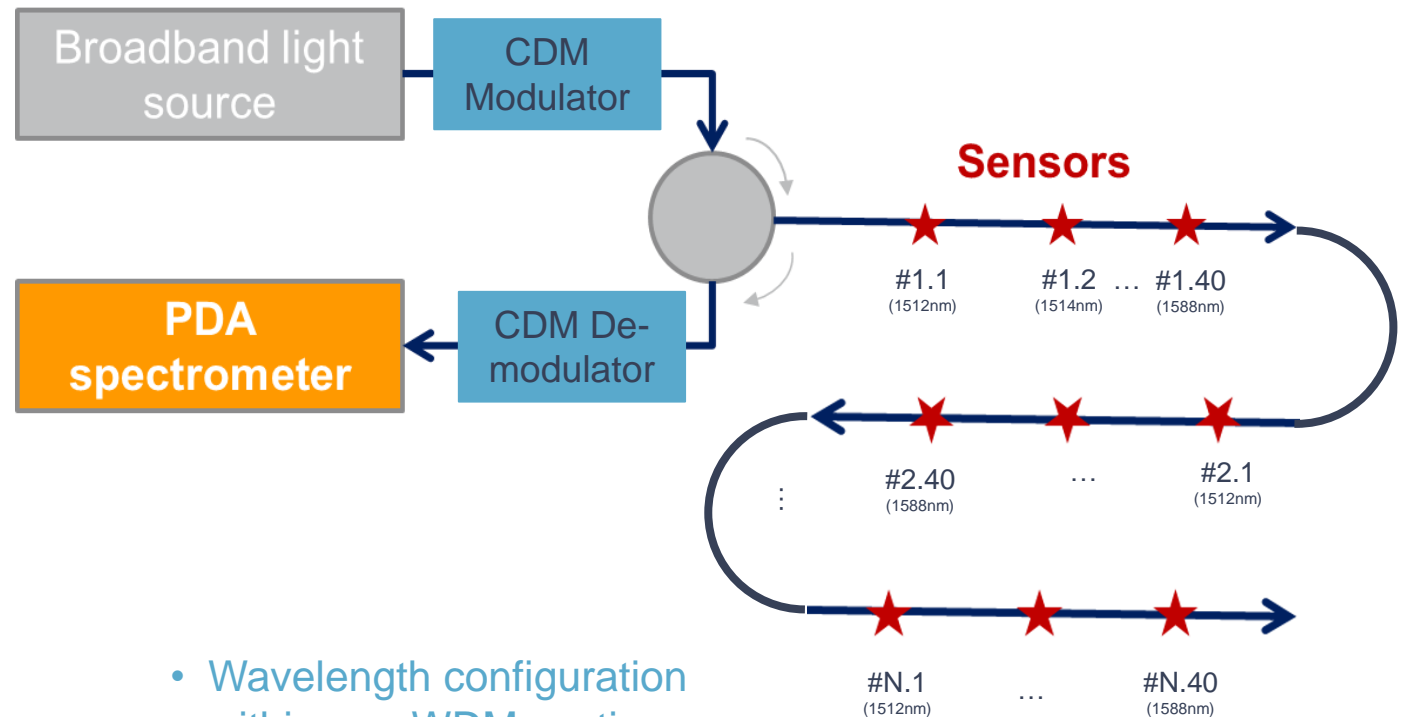 Broadband light
source
CDM
Modulator
Sensors
#1.1
(1512nm)
#1.2
(1514nm)
…
#1.40
(1588nm)
PDA
spectrometer
CDM De-
modulator
#2.40
(1588nm)
…
#2.1
(1512nm)
⋮
• Wavelength configuration
#N.1
(1512nm)
…
#N.40
(1588nm)